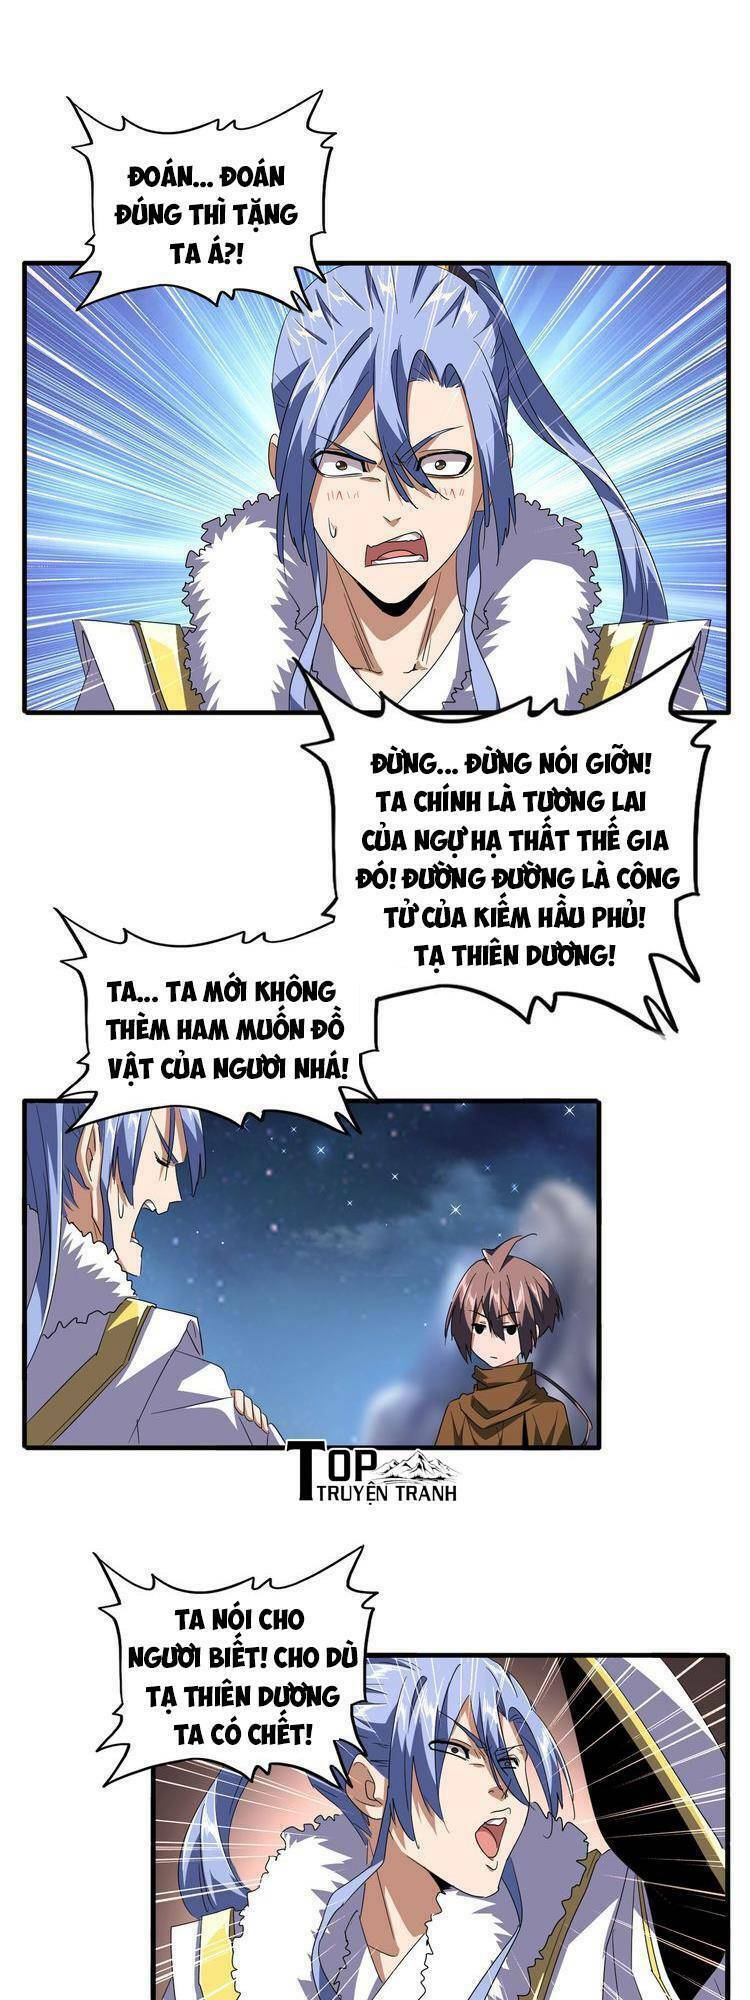 ĐOÁN... ĐOÁN
ĐÚNG THÌ TẶNG
TA Á?!
ĐỪNG... ĐỪNG NÓI GIỠN!
TA CHÍNH LÀ TƯƠNG LAI
CỦA NGỰ HẠ THẤT THẾ GIA
ĐÓ! ĐƯỜNG ĐƯỜNG LÀ CÔNG
TỬ CỦA KIẾM HẦU PHỦ!
TẠ THIÊN DƯƠNG!
TA... TA MỚI KHÔNG
THÈM HAM MUỐN ĐỒ
VẬT CỦA NGƯƠI NHÁ!
TOP
TRUYỆN TRANH
TA NÓI CHO
NGƯƠI BIẾT! CHO DÙ
TẠ THIÊN DƯƠNG
TA CÓ CHẾT!